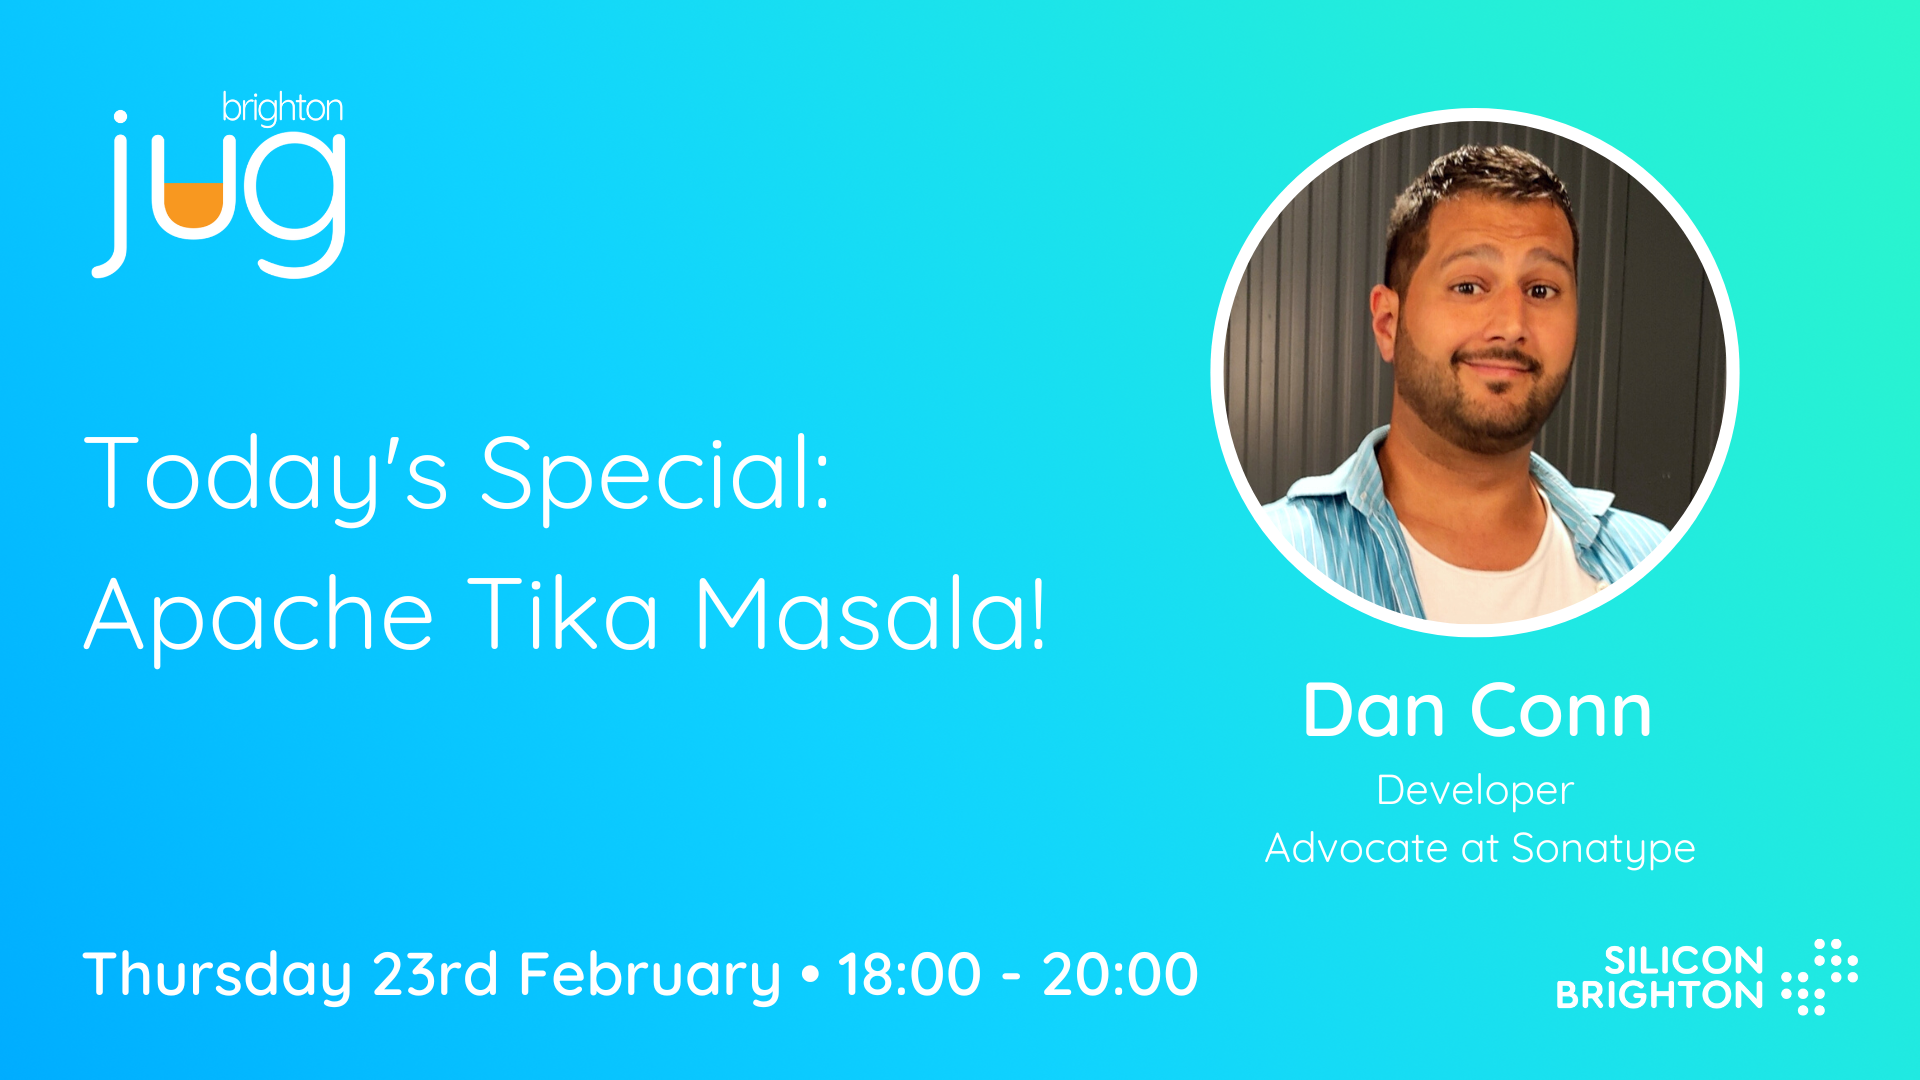 brighton
jug
Today's Special:
Apache Tika Masala!
Dan Conn
Developer
Advocate at Sonatype
Thursday 23rd February • 18:00 - 20:00
SILICON
BRIGHTON